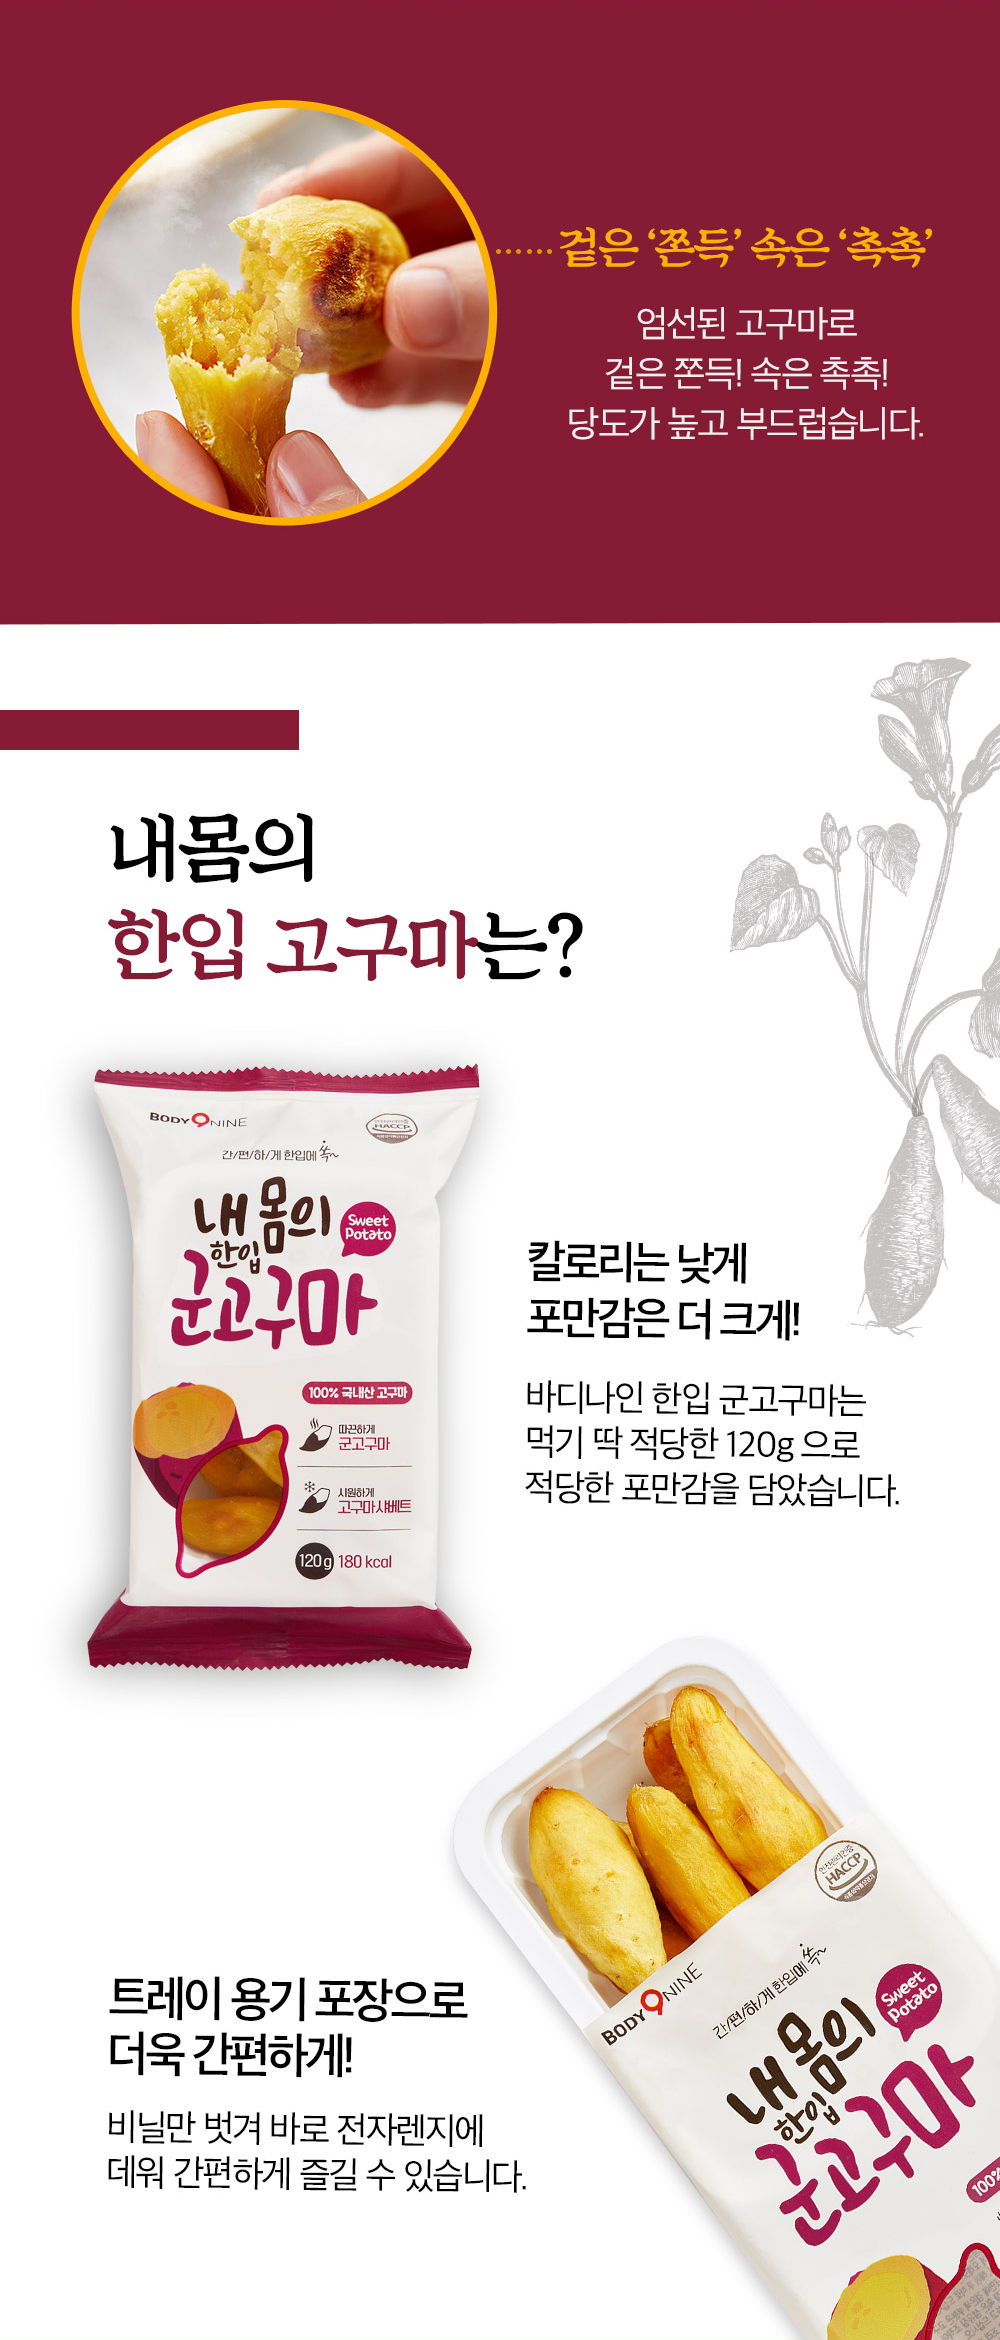 겉은 ‘쫀득’ 속은 ‘촉촉’
엄선된 고구마로
겉은 쫀득! 속은 촉촉!
당도가 높고 부드럽습니다.
내몸의
한입 고구마는?
BODY 9 NINE
HACCP
간/편/하/게 한입에 쏙~
내 몸의
한입
군고구마
Sweet
Potato
100% 국내산 고구마
따끈하게
군고구마
시원하게
고구마샤베트
120g 180 kcal
칼로리는 낮게
포만감은 더 크게!
바디나인 한입 군고구마는
먹기 딱 적당한 120g 으로
적당한 포만감을 담았습니다.
트레이 용기 포장으로
더욱 간편하게!
비닐만 벗겨 바로 전자렌지에
데워 간편하게 즐길 수 있습니다.
HACCP
BODY 9 NINE
간/편/하/게 한입에 쏙~
내 몸의
한입
군고구마
Sweet
Potato
100%